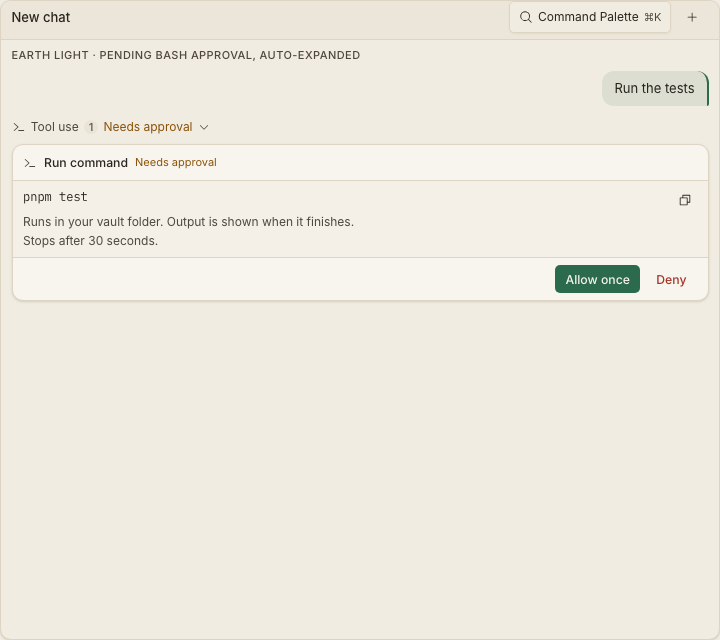 New chat
Command Palette ⌘K
EARTH LIGHT · PENDING BASH APPROVAL, AUTO-EXPANDED
Run the tests
Tool use 1 Needs approval
Run command Needs approval
pnpm test
Runs in your vault folder. Output is shown when it finishes.
Stops after 30 seconds.
Allow once Deny